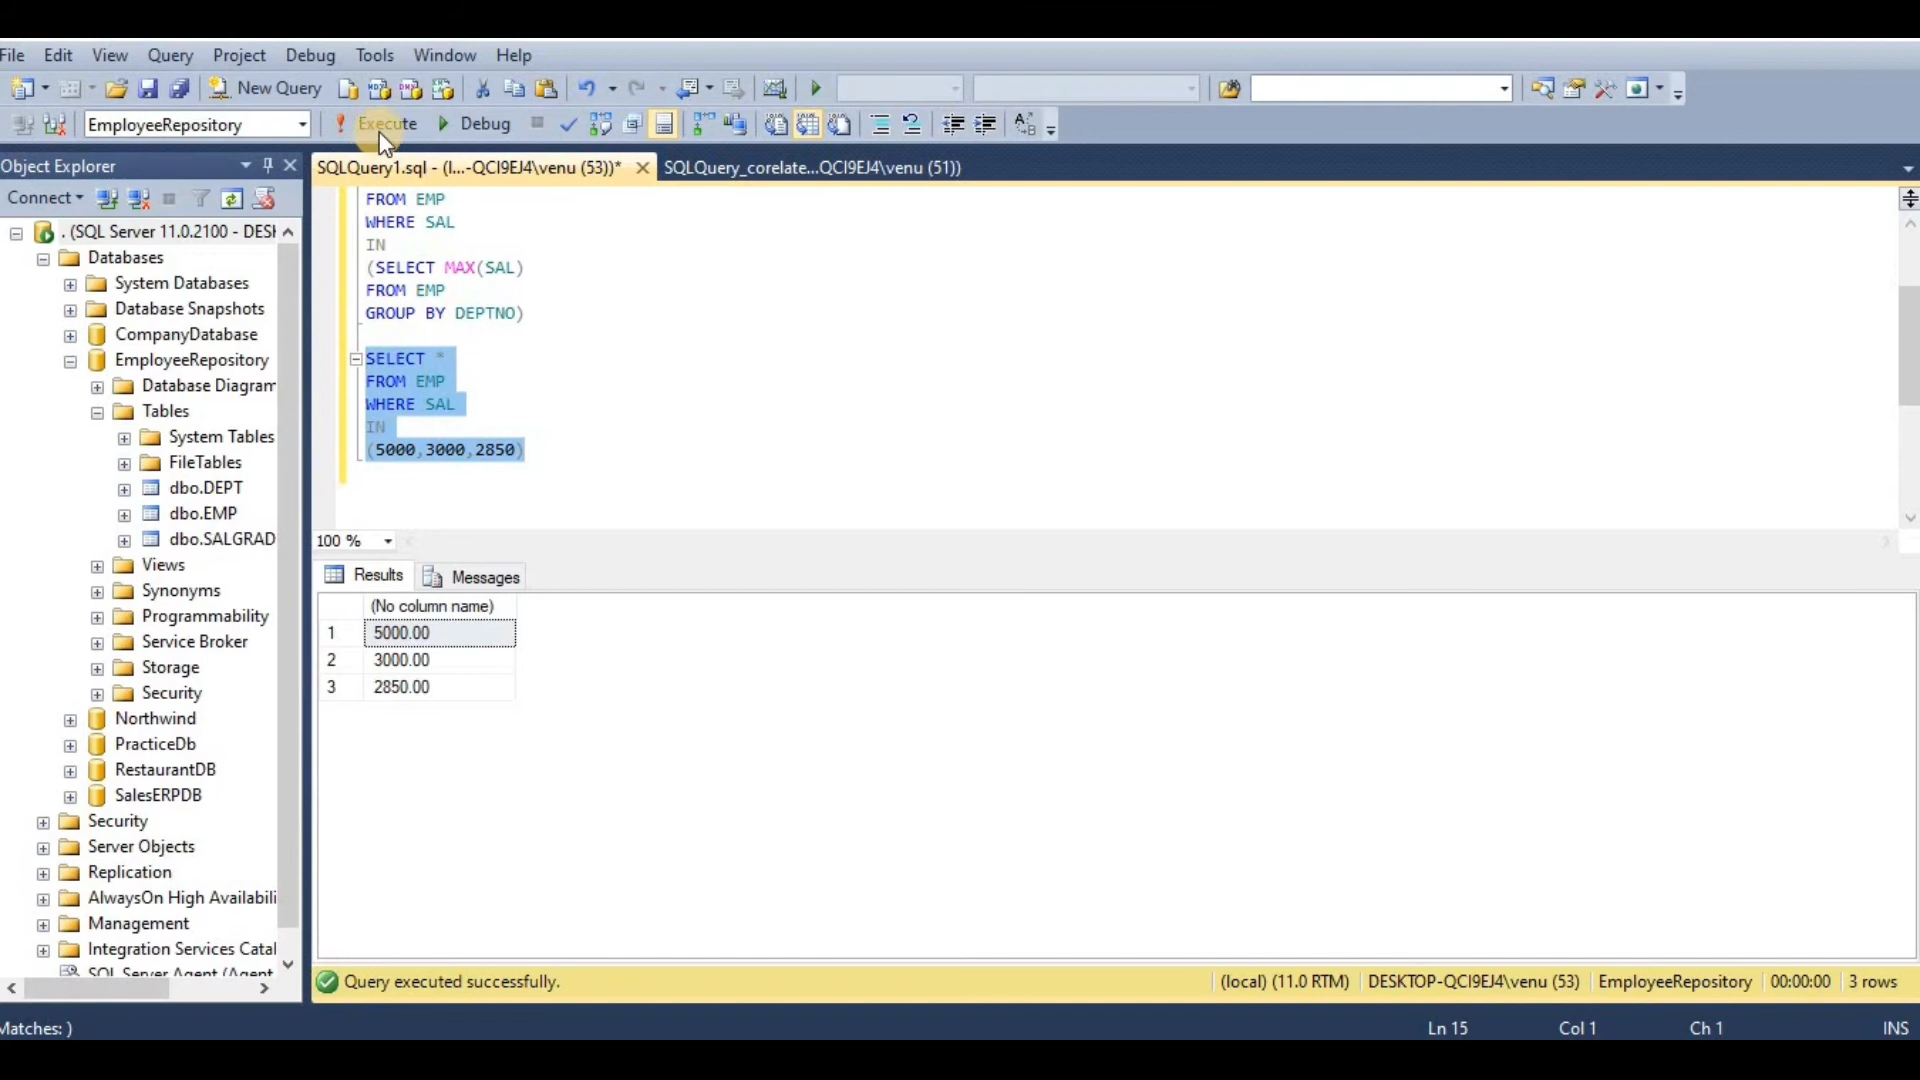 File Edit View Query Project Debug Tools Window Help
New Query
EmployeeRepository
Execute
Debug
Object Explorer
SQLQuery1.sql - (l...-QCI9EJ4\venu (53))*
SQLQuery_corelate...QCI9EJ4\venu (51))
Connect
. (SQL Server 11.0.2100 - DESK
Databases
System Databases
Database Snapshots
CompanyDatabase
EmployeeRepository
Database Diagram
Tables
System Tables
FileTables
dbo.DEPT
dbo.EMP
dbo.SALGRAD
Views
Synonyms
Programmability
Service Broker
Storage
Security
Northwind
PracticeDb
RestaurantDB
SalesERPDB
Security
Server Objects
Replication
AlwaysOn High Availabili
Management
Integration Services Catal
SQL Server Agent (Agent
FROM EMP
WHERE SAL
IN
(SELECT MAX(SAL)
FROM EMP
GROUP BY DEPTNO)
SELECT *
FROM EMP
WHERE SAL
IN
(5000,3000,2850)
100 %
Results
Messages
(No column name)
1 5000.00
2 3000.00
3 2850.00
Query executed successfully.
(local) (11.0 RTM)
DESKTOP-QCI9EJ4\venu (53)
EmployeeRepository
00:00:00
3 rows
Matches: )
Ln 15
Col 1
Ch 1
INS